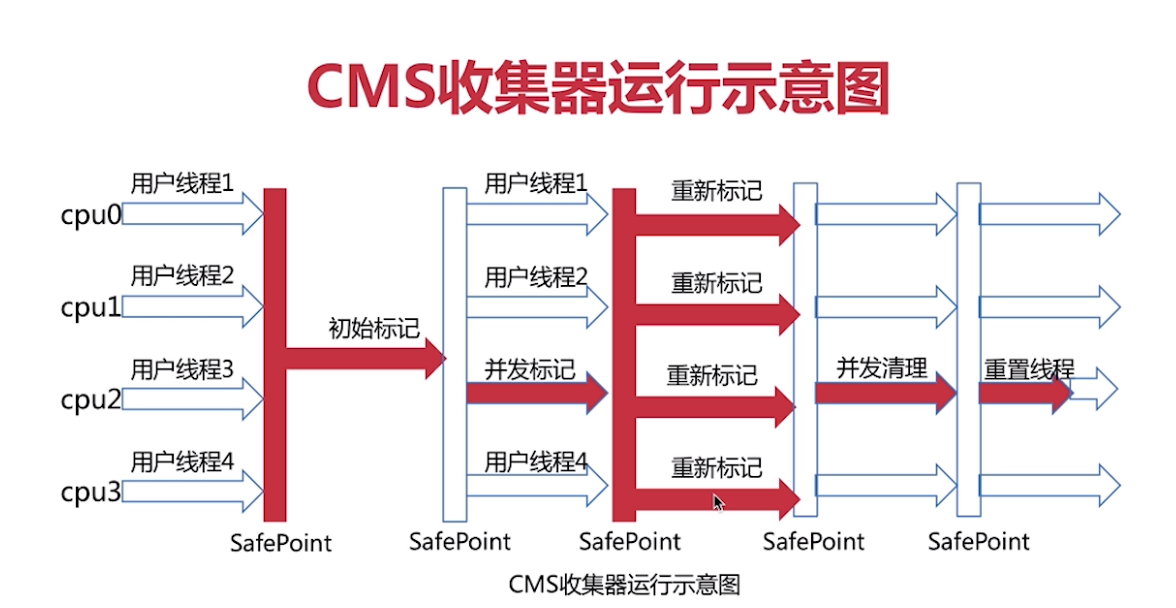 CMS收集器运行示意图
用户线程1 用户线程1 重新标记
cpu0
用户线程2 用户线程2 重新标记
cpu1
初始标记
用户线程3 并发标记 重新标记 并发清理 重置线程
cpu2
用户线程4 用户线程4 重新标记
cpu3
SafePoint SafePoint SafePoint SafePoint SafePoint
CMS收集器运行示意图